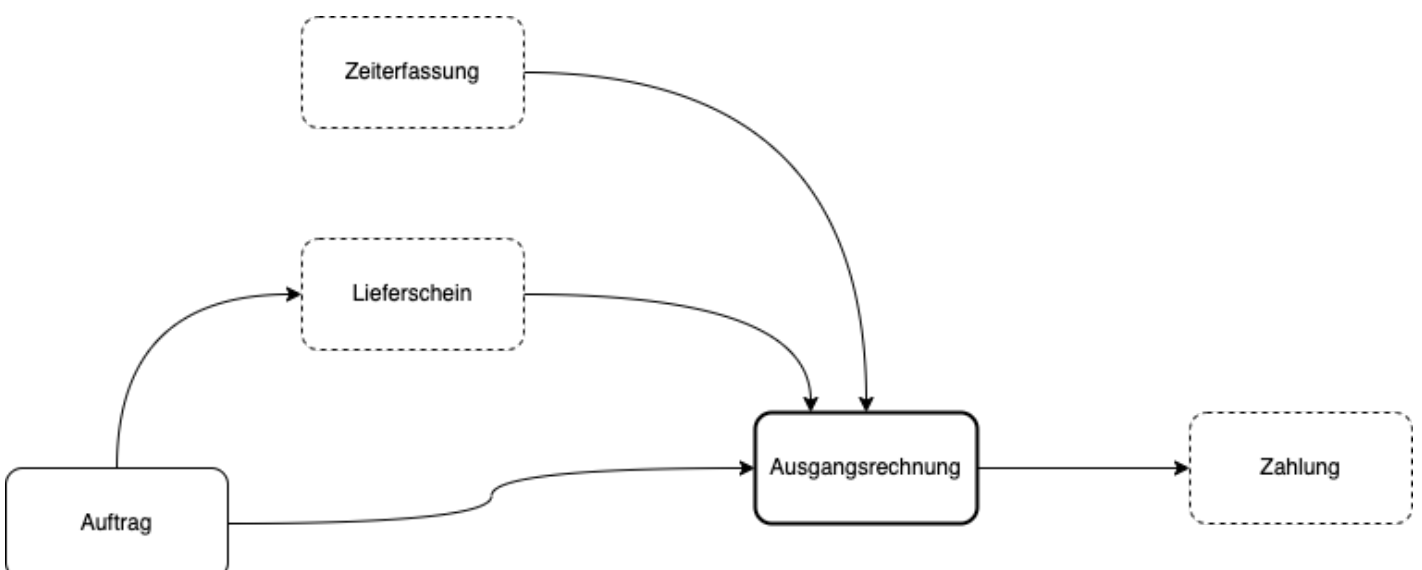 Zeiterfassung
Lieferschein
Ausgangsrechnung
Zahlung
Auftrag